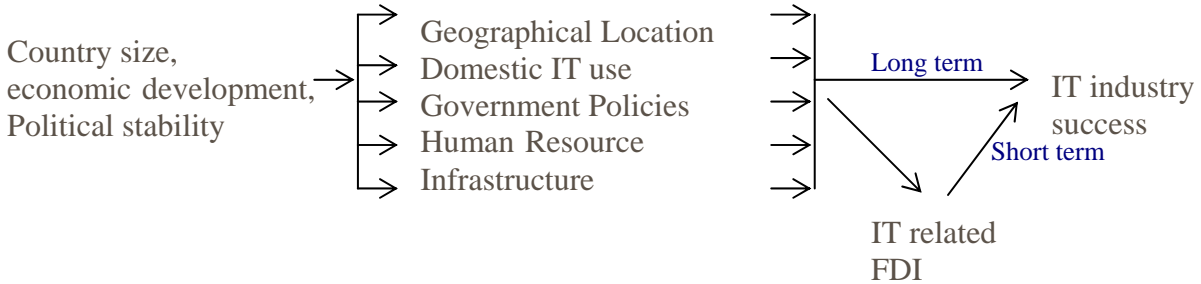 Country size,
economic development,
Political stability
Geographical Location
Domestic IT use
Government Policies
Human Resource
Infrastructure
Long term
IT industry
success
Short term
IT related
FDI